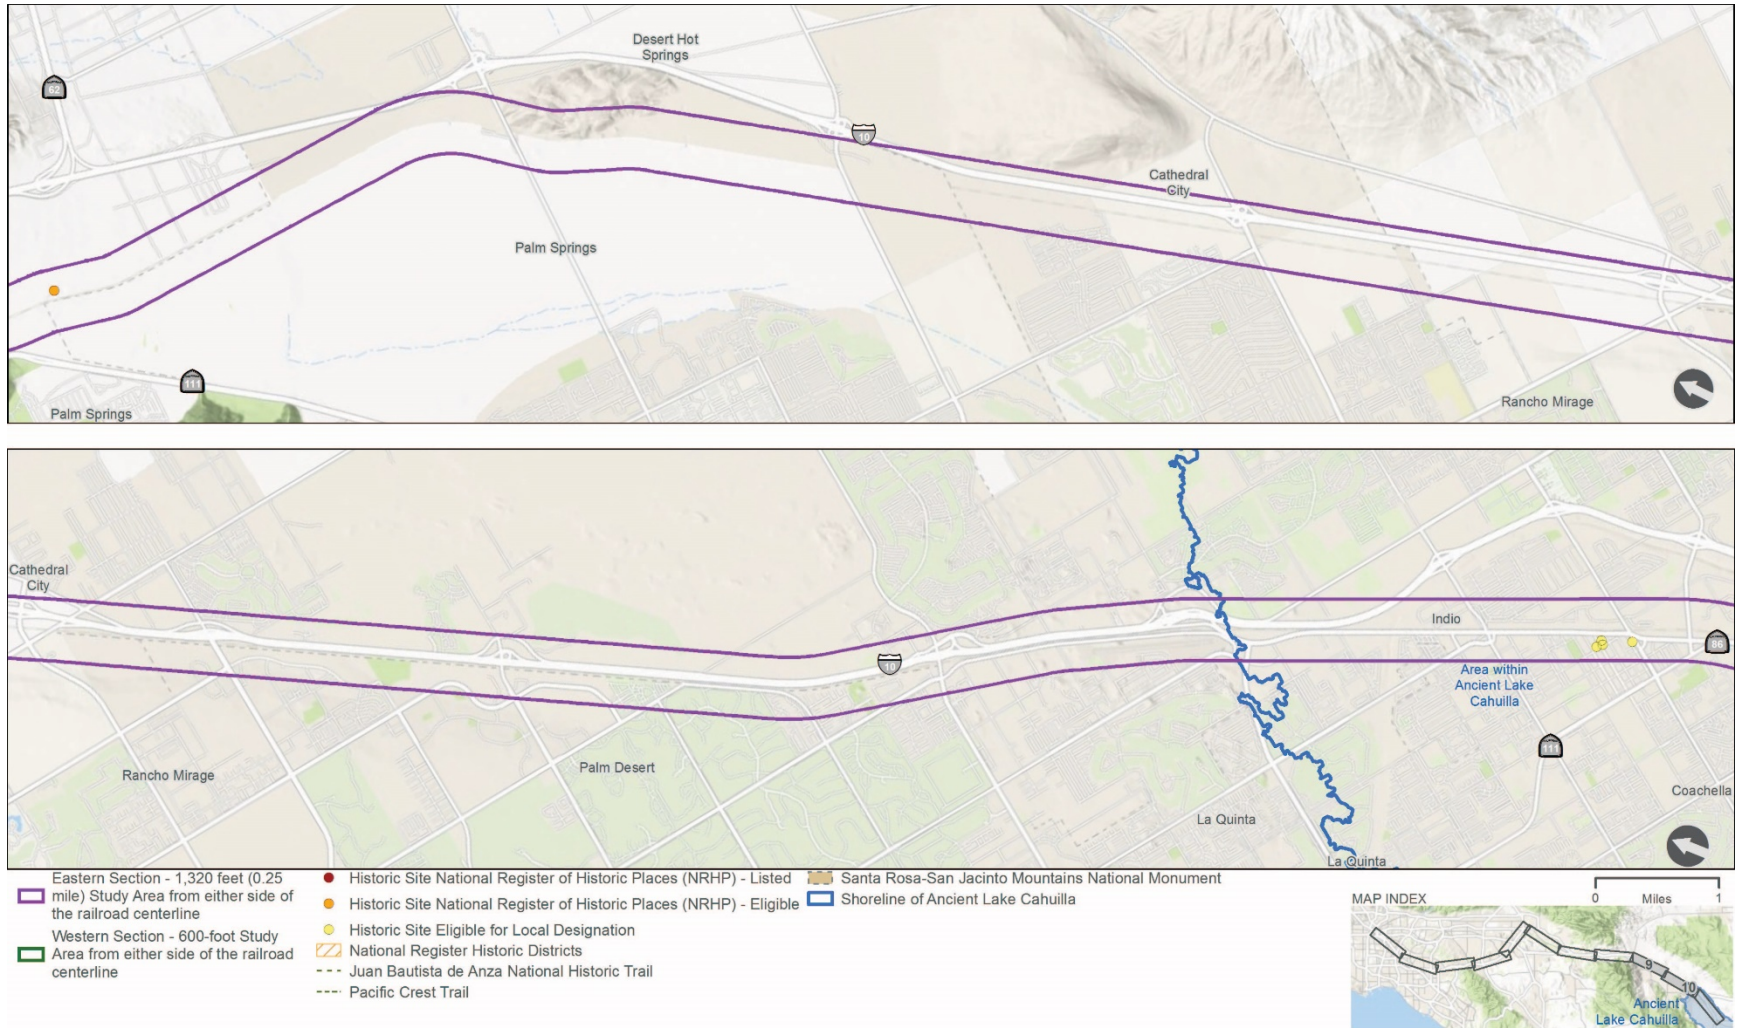 Desert Hot
Springs
62
10
Cathedral
City
Palm Springs
111
Palm Springs
Rancho Mirage
Cathedral
City
Indio
86
10
Area within
Ancient Lake
Cahuilla
111
Rancho Mirage
Palm Desert
Coachella
La Quinta
La Quinta
Eastern Section - 1,320 feet (0.25
mile) Study Area from either side of
the railroad centerline
Western Section - 600-foot Study
Area from either side of the railroad
centerline
Historic Site National Register of Historic Places (NRHP) - Listed
Historic Site National Register of Historic Places (NRHP) - Eligible
Historic Site Eligible for Local Designation
National Register Historic Districts
Juan Bautista de Anza National Historic Trail
Pacific Crest Trail
Santa Rosa-San Jacinto Mountains National Monument
Shoreline of Ancient Lake Cahuilla
MAP INDEX
0 Miles 1
9
10
Ancient
Lake Cahuilla